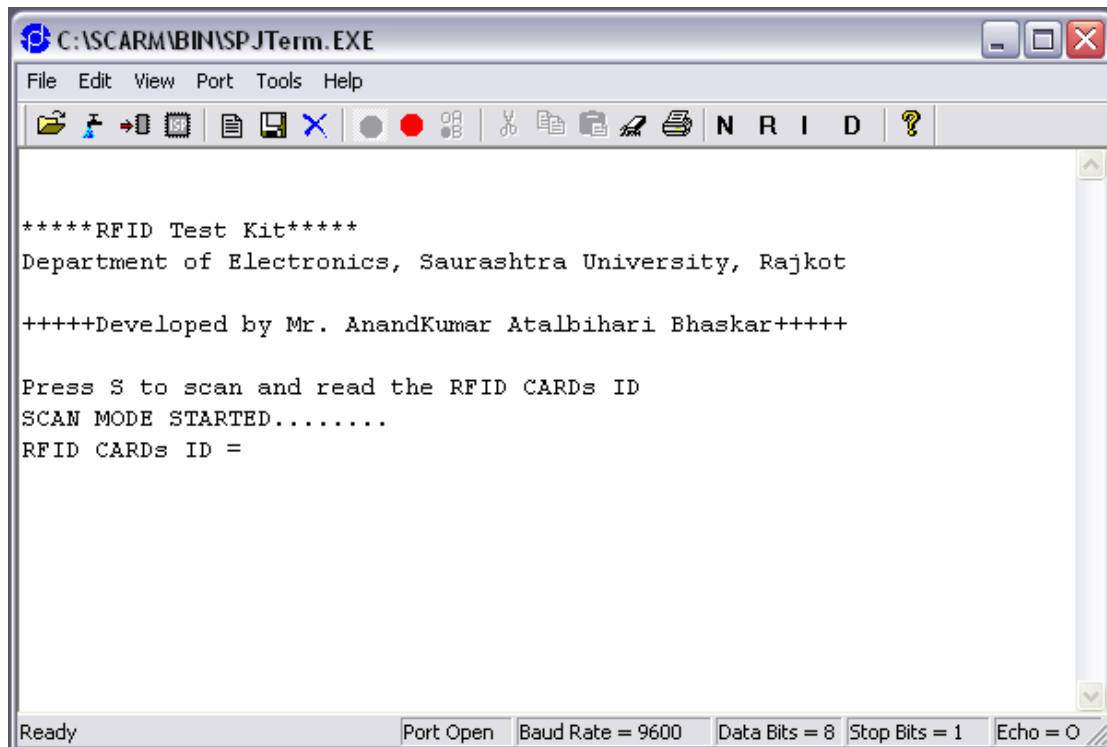 C:\SCARM\BIN\SPJTerm.EXE
File Edit View Port Tools Help
N R I D
*****RFID Test Kit*****
Department of Electronics, Saurashtra University, Rajkot
+++++Developed by Mr. AnandKumar Atalbihari Bhaskar+++++
Press S to scan and read the RFID CARDs ID
SCAN MODE STARTED........
RFID CARDs ID =
Ready Port Open Baud Rate = 9600 Data Bits = 8 Stop Bits = 1 Echo = O